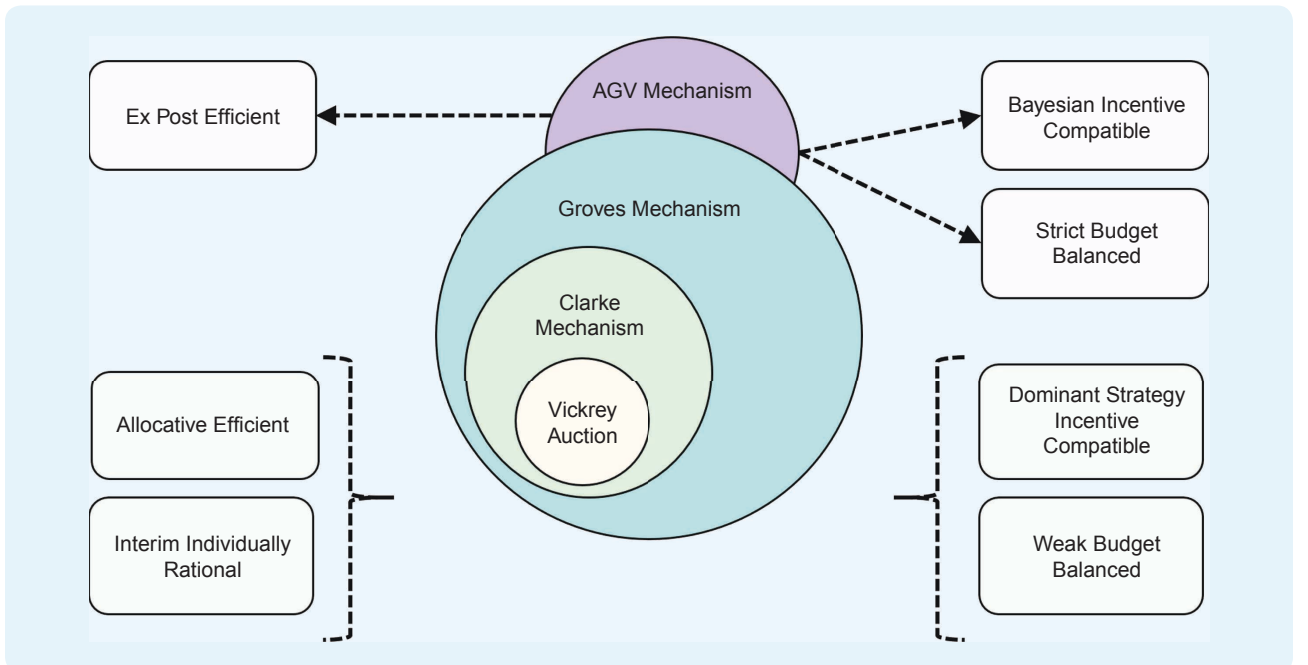 AGV Mechanism
Ex Post Efficient
Bayesian Incentive
Compatible
Groves Mechanism
Strict Budget
Balanced
Clarke
Mechanism
Vickrey
Auction
Allocative Efficient
Dominant Strategy
Incentive
Compatible
Interim Individually
Rational
Weak Budget
Balanced